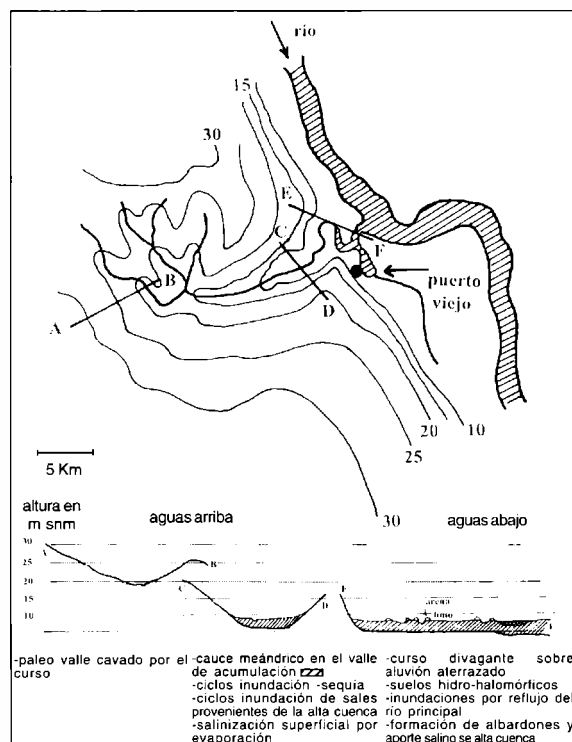 río
15
30
E
C
F
B
puerto
viejo
A
D
20
10
25
5 Km
30
altura en
m snm
aguas arriba
aguas abajo
30
25
20
15
10
A
B
C
D
E
arena
limo
F
-paleo valle cavado por el
curso
-cauce meándrico en el valle
de acumulación
-ciclos inundación -sequia
-ciclos inundación de sales
provenientes de la alta cuenca
-salinización superficial por
evaporación
-curso divagante sobre
aluvión aterrazado
-suelos hidro-halomórficos
-inundaciones por reflujo del
río principal
-formación de albardones y
aporte salino se alta cuenca